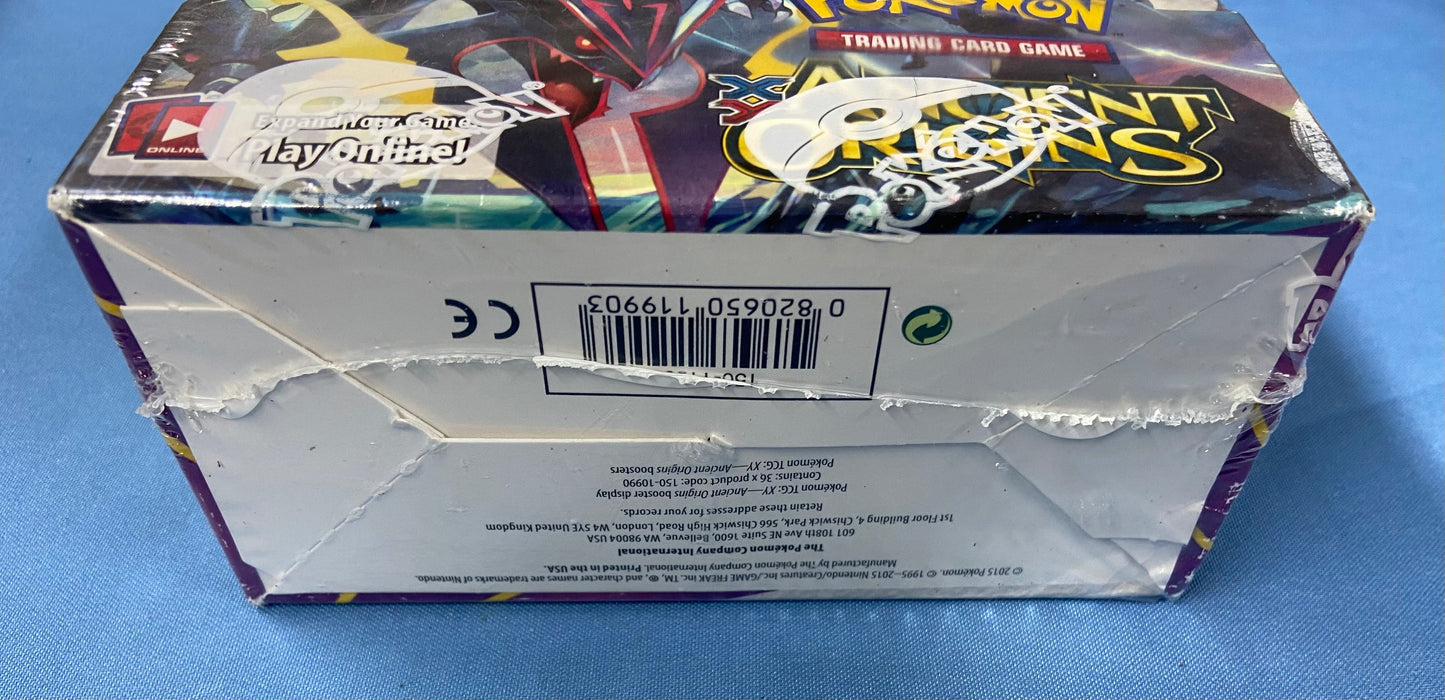 POKÉMON
TRADING CARD GAME
XY
ANCIENT
ORIGINS
Expand Your Game
Play Online!
ONLINE
Pokémon
Pokémon
CE
0 820650 119903
Pokémon TCG: XY—Ancient Origins booster display
Contains: 36 x product code: 150-10990
Pokémon TCG: XY—Ancient Origins boosters
Retain these addresses for your records.
1st Floor Building 4, Chiswick Park, 566 Chiswick High Road, London, W4 5YE United Kingdom
601 108th Ave NE Suite 1600, Bellevue, WA 98004 USA
The Pokémon Company International
Manufactured by The Pokémon Company International. Printed in the USA.
© 2015 Pokémon. © 1995–2015 Nintendo/Creatures Inc./GAME FREAK inc. TM, ®, and character names are trademarks of Nintendo.